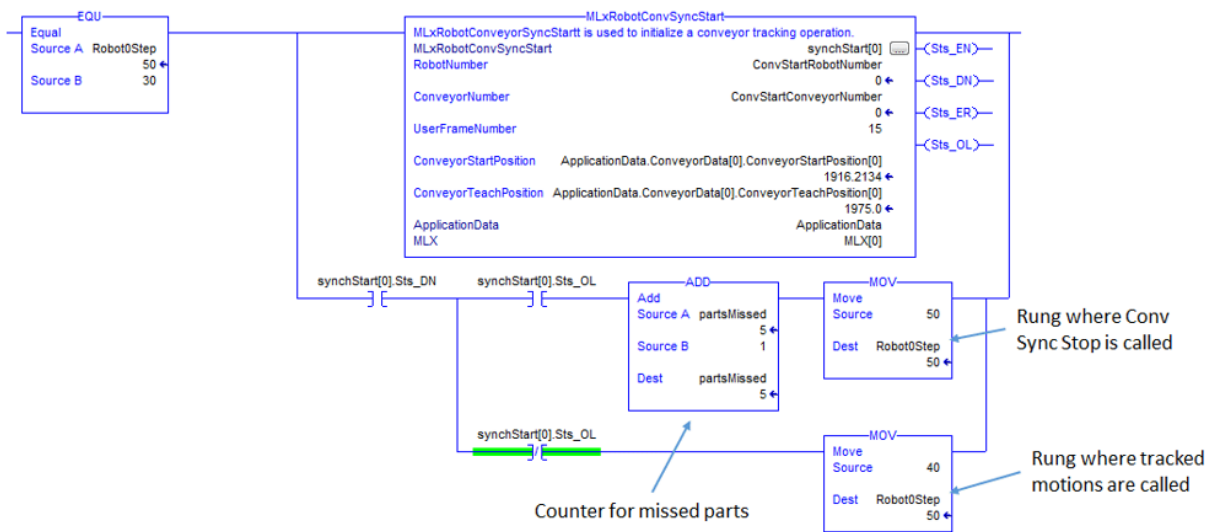 EQU
Equal
Source A Robot0Step
50
Source B 30
MLxRobotConvSyncStart
MLxRobotConveyorSyncStartt is used to initialize a conveyor tracking operation.
MLxRobotConvSyncStart synchStart[0] ...
RobotNumber ConvStartRobotNumber
0
ConveyorNumber ConvStartConveyorNumber
0
UserFrameNumber 15
ConveyorStartPosition ApplicationData.ConveyorData[0].ConveyorStartPosition[0]
1916.2134
ConveyorTeachPosition ApplicationData.ConveyorData[0].ConveyorTeachPosition[0]
1975.0
ApplicationData ApplicationData
MLX MLX[0]
(Sts_EN)
(Sts_DN)
(Sts_ER)
(Sts_OL)
synchStart[0].Sts_DN
synchStart[0].Sts_OL
ADD
Add
Source A partsMissed
5
Source B 1
Dest partsMissed
5
MOV
Move
Source 50
Dest Robot0Step
50
Rung where Conv
Sync Stop is called
synchStart[0].Sts_OL
MOV
Move
Source 40
Dest Robot0Step
50
Rung where tracked
motions are called
Counter for missed parts